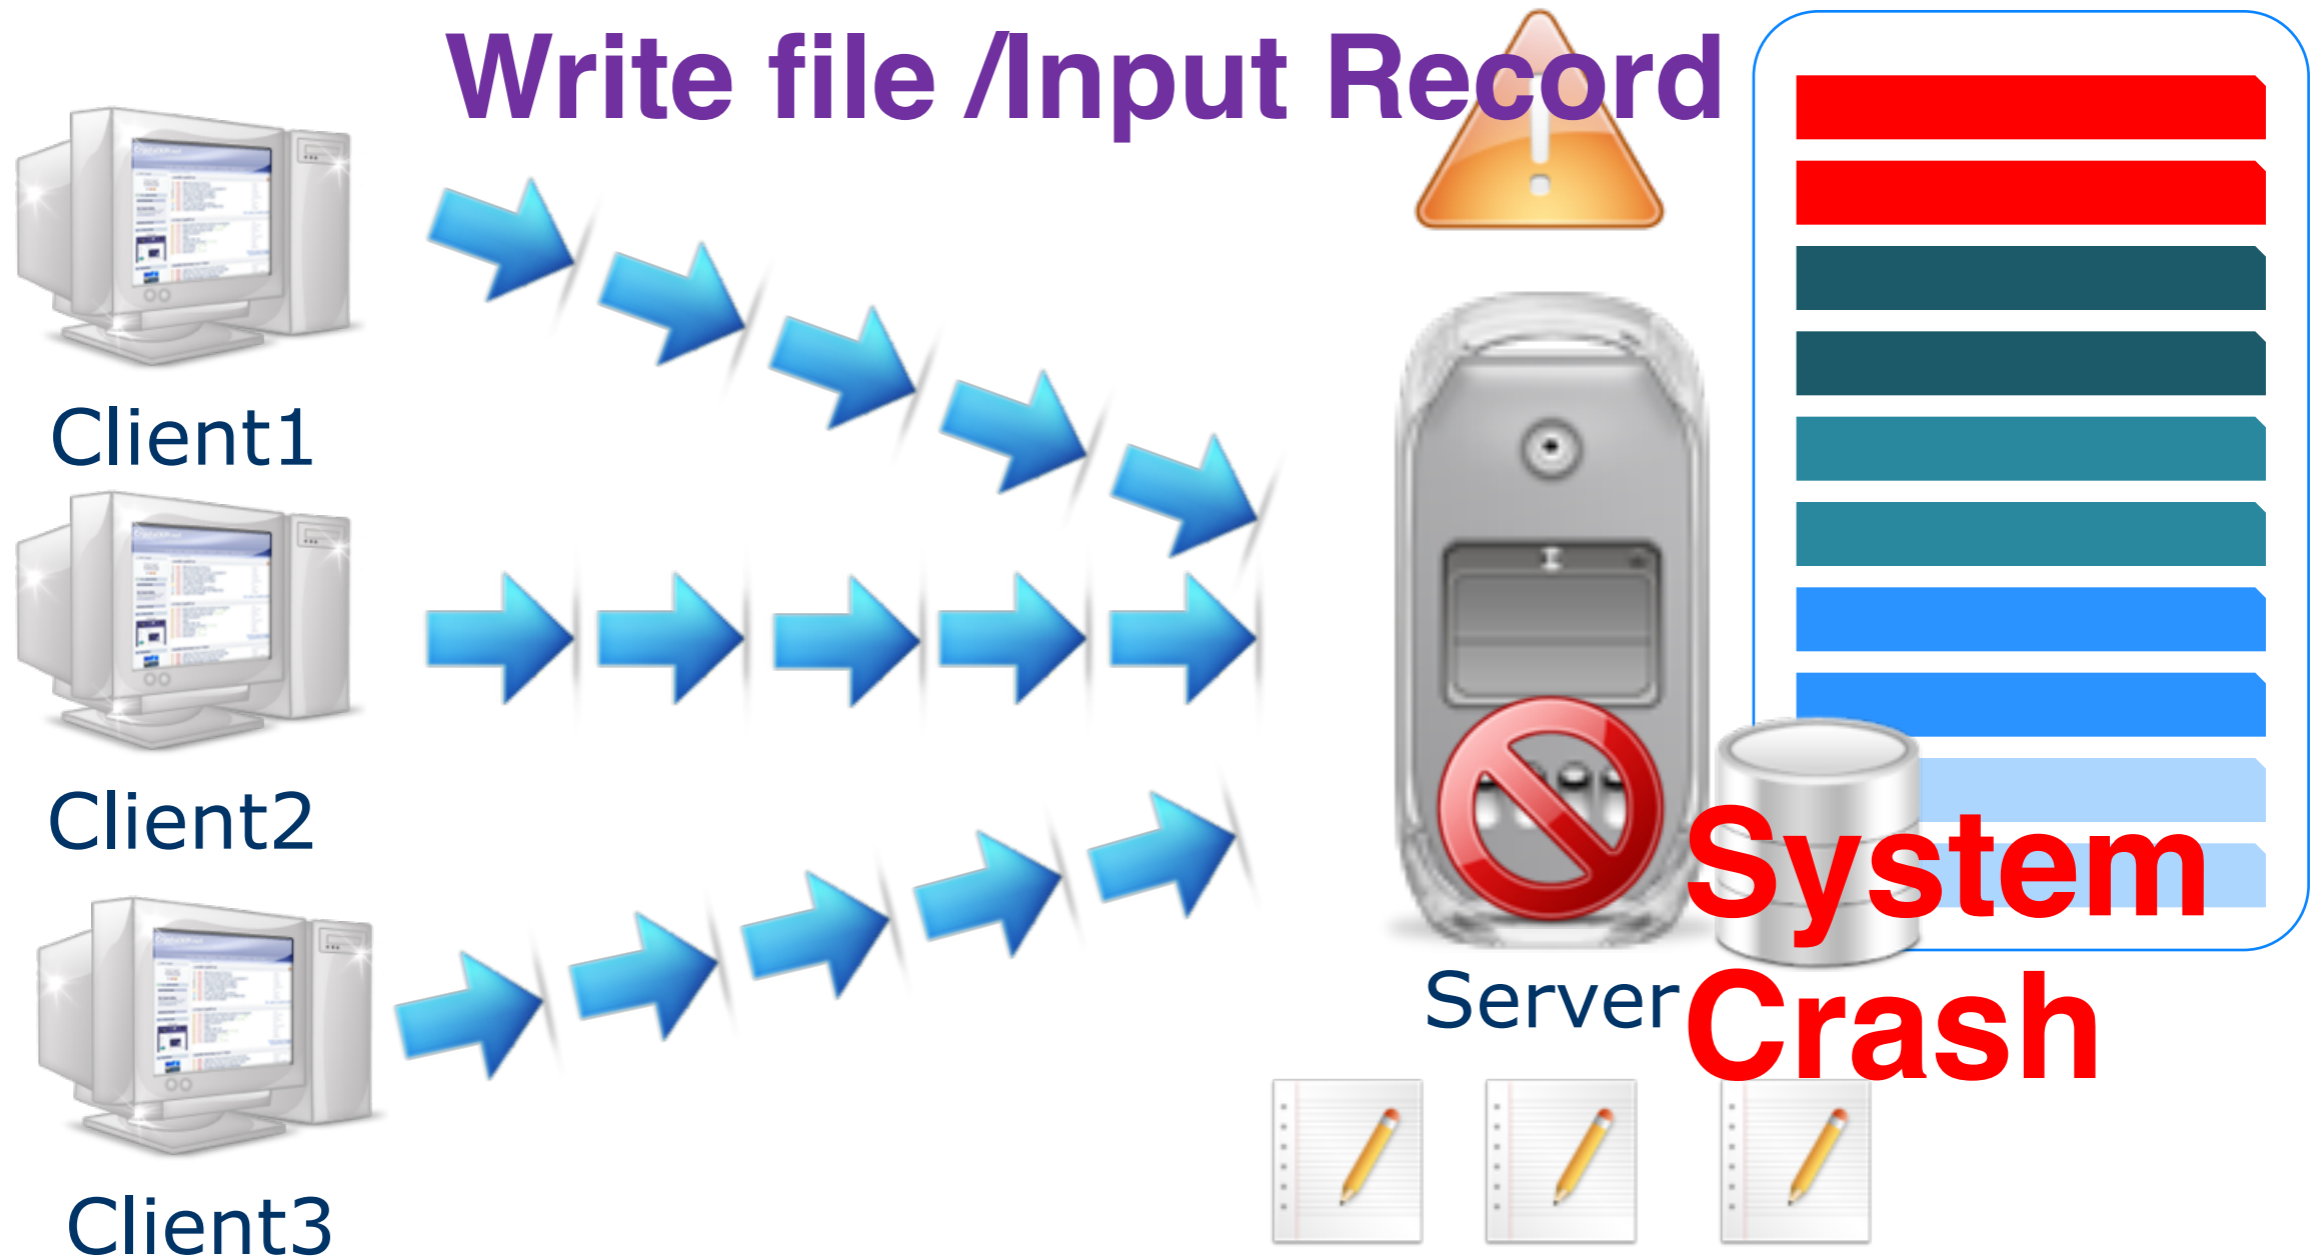 Write file /Input Record
Client1
Client2
Client3
Server
System
Crash